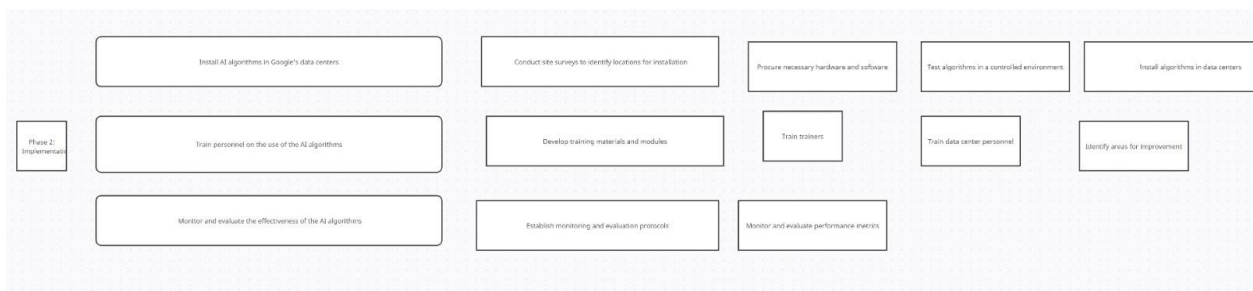 Install AI algorithms in Google's data centers
Conduct site surveys to identify locations for installation
Procure necessary hardware and software
Test algorithms in a controlled environment
Install algorithms in data centers
Phase 2:
Implementatio
Train personnel on the use of the AI algorithms
Develop training materials and modules
Train trainers
Train data center personnel
Identify areas for improvement
Monitor and evaluate the effectiveness of the AI algorithms
Establish monitoring and evaluation protocols
Monitor and evaluate performance metrics